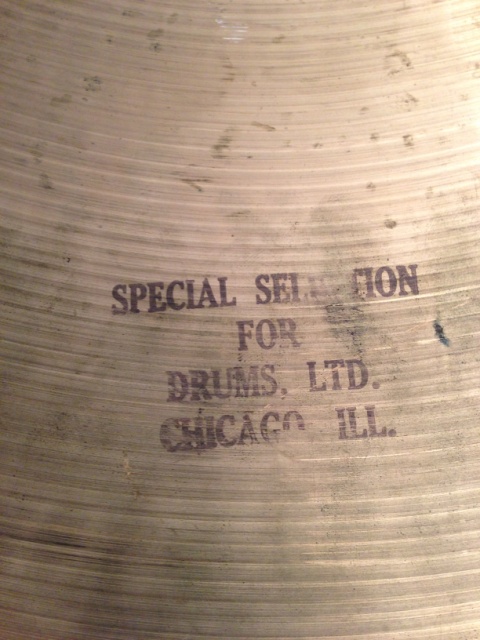 SPECIAL SELECTION
FOR
DRUMS, LTD.
CHICAGO ILL.